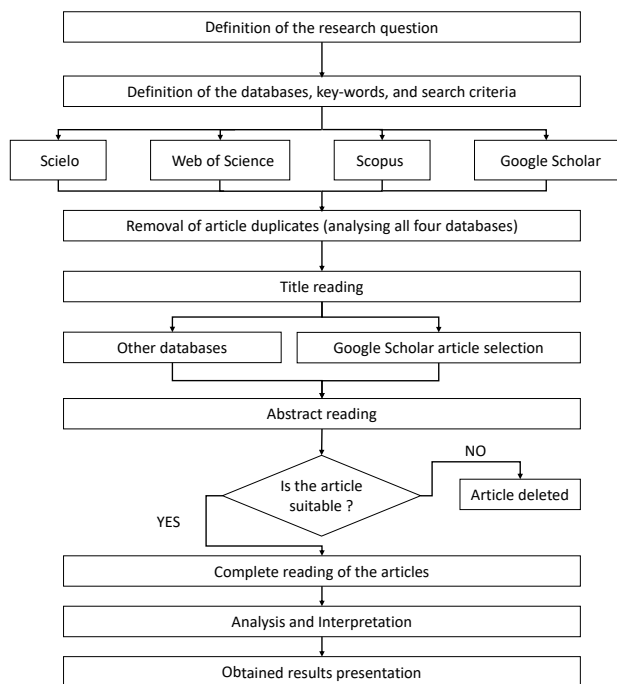 Definition of the research question
Definition of the databases, key-words, and search criteria
Scielo
Web of Science
Scopus
Google Scholar
Removal of article duplicates (analysing all four databases)
Title reading
Other databases
Google Scholar article selection
Abstract reading
Is the article
suitable ?
NO
Article deleted
YES
Complete reading of the articles
Analysis and Interpretation
Obtained results presentation